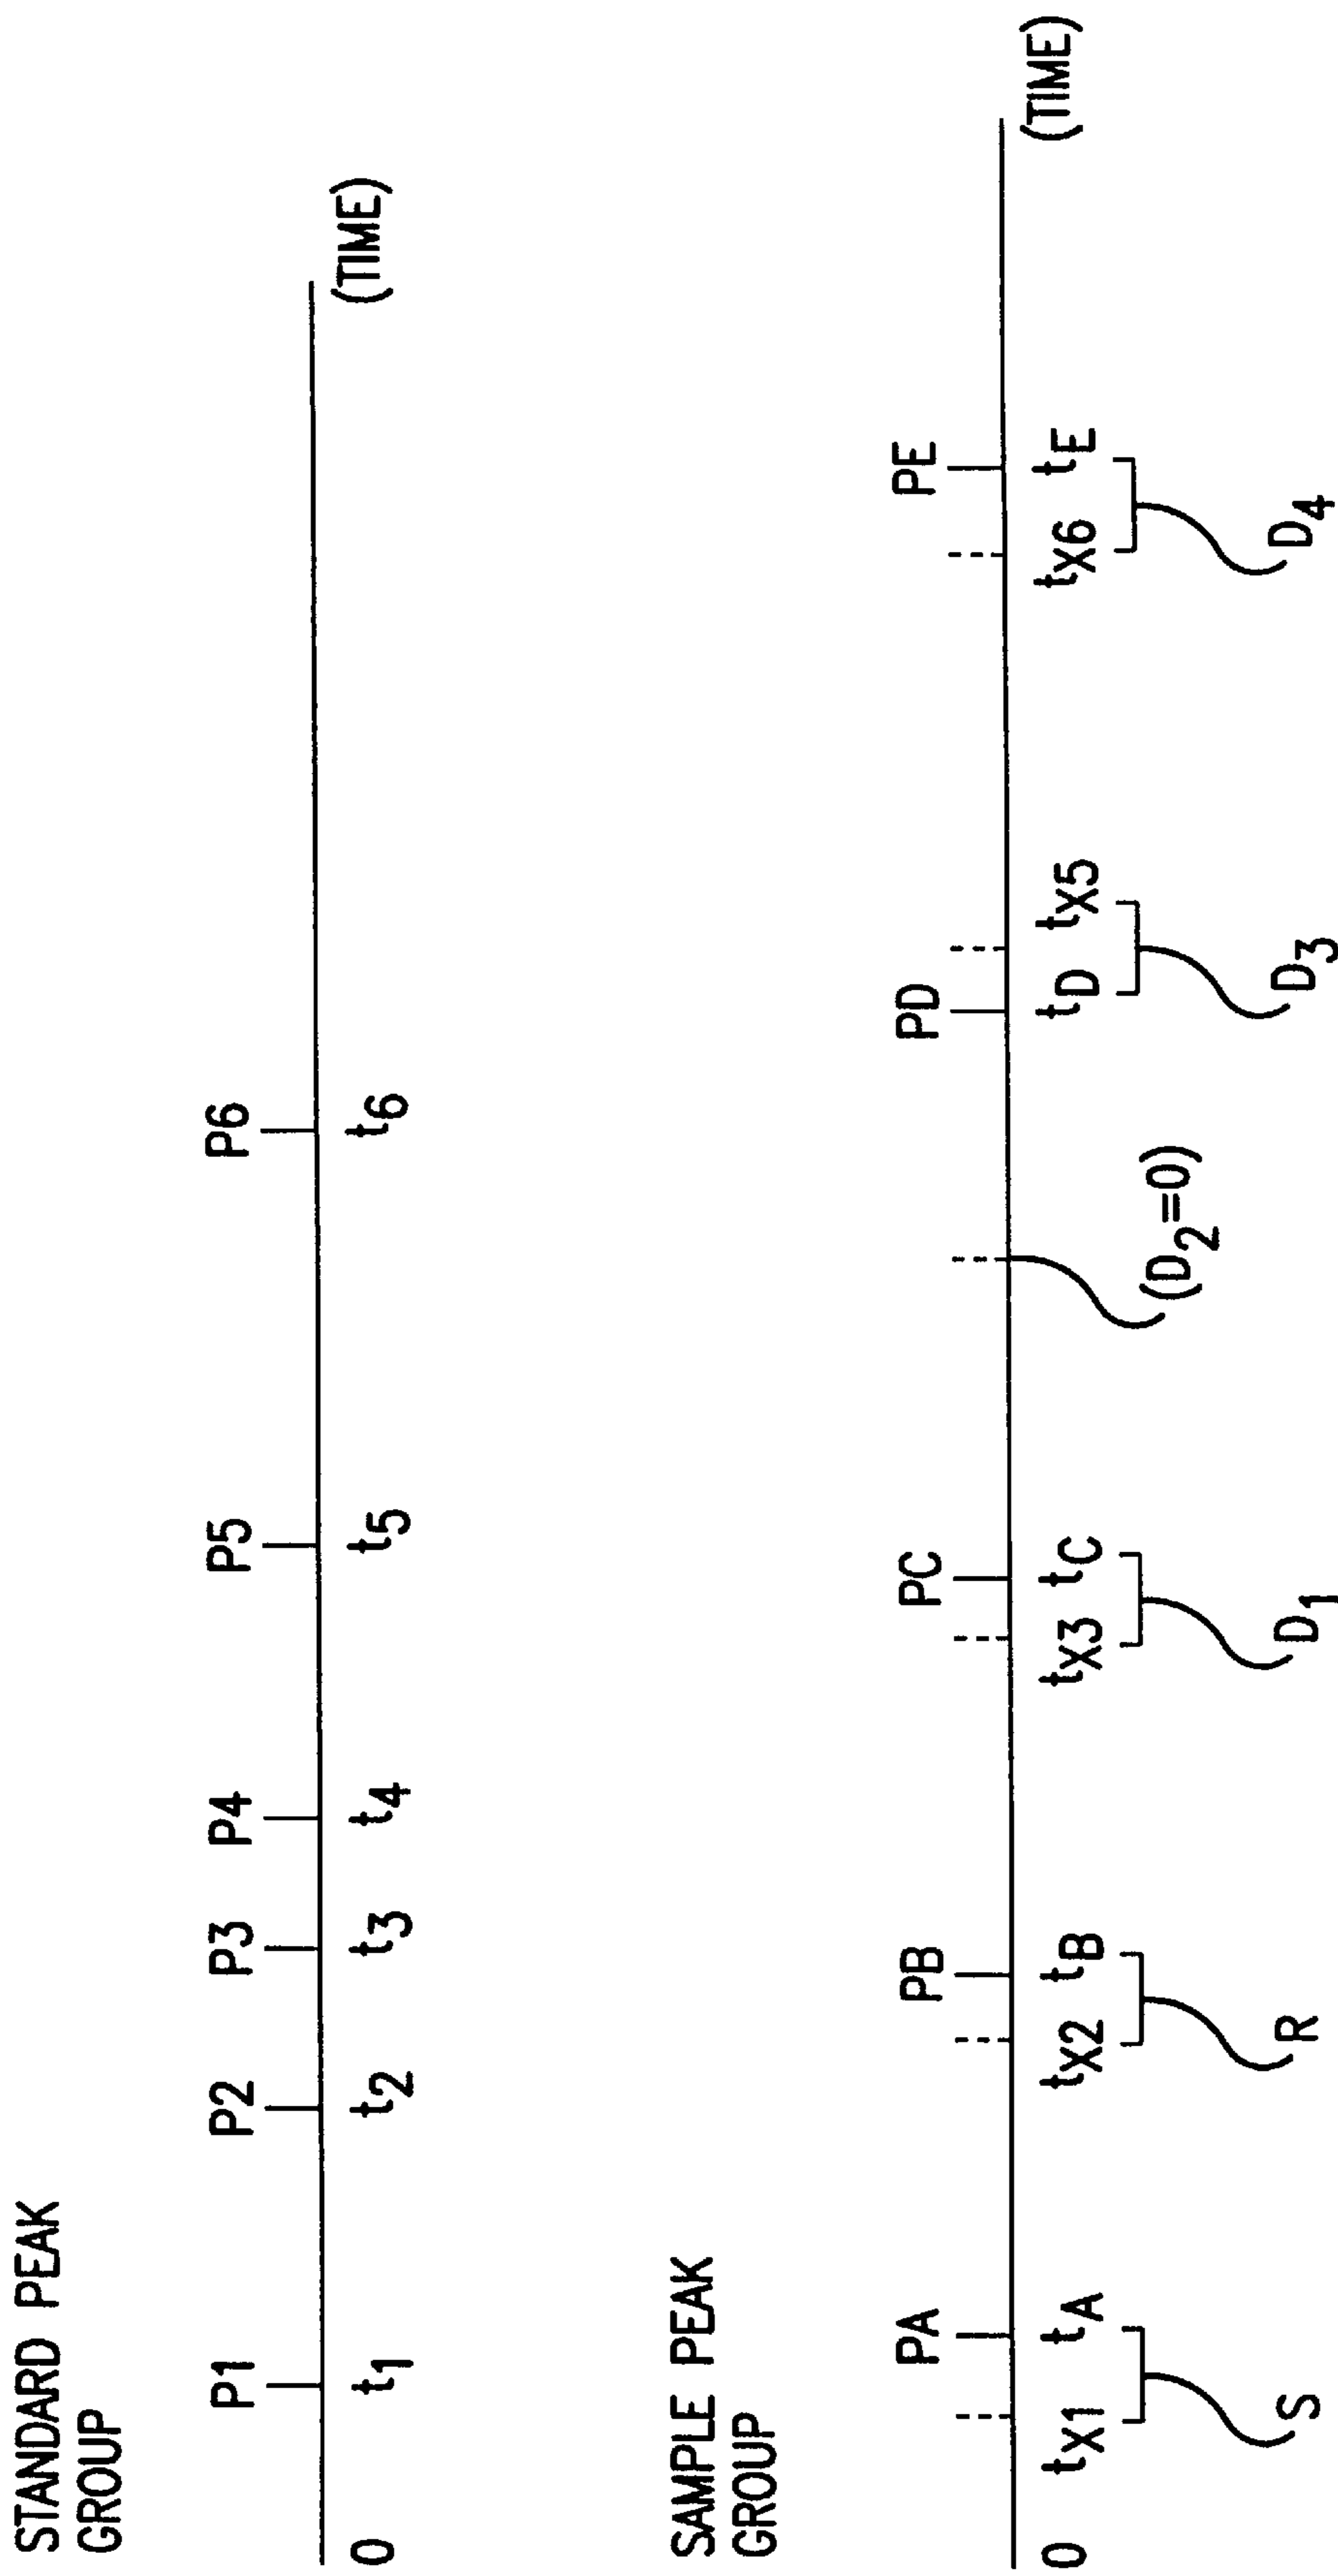 STANDARD PEAK
GROUP
P1 P2 P3 P4 P5 P6
0 t1 t2 t3 t4 t5 t6 (TIME)
SAMPLE PEAK
GROUP
PA PB PC PD PE
0 tX1 tA tX2 tB tX3 tC tD tX5 tX6 tE (TIME)
(D2=0)
S R D1 D3 D4